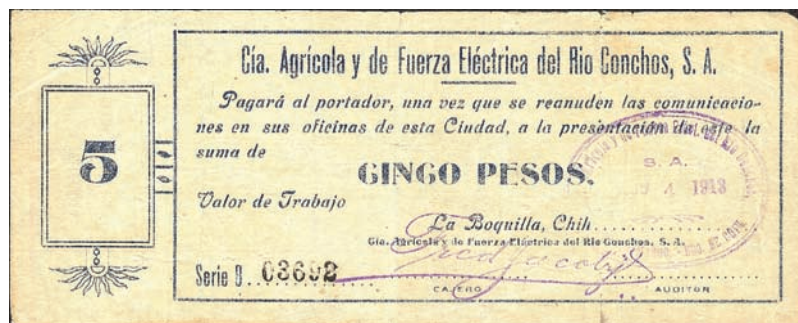 5
Cía. Agrícola y de Fuerza Eléctrica del Rio Conchos, S. A.
Pagará al portador, una vez que se reanuden las comunicacio-
nes en sus oficinas de esta Ciudad, a la presentación de este la
suma de
CINCO PESOS.
Valor de Trabajo
S. A.
4 1913
La Boquilla, Chih.
Cía. Agrícola y de Fuerza Eléctrica del Rio Conchos, S. A.
Serie B 03692
CAJERO AUDITOR